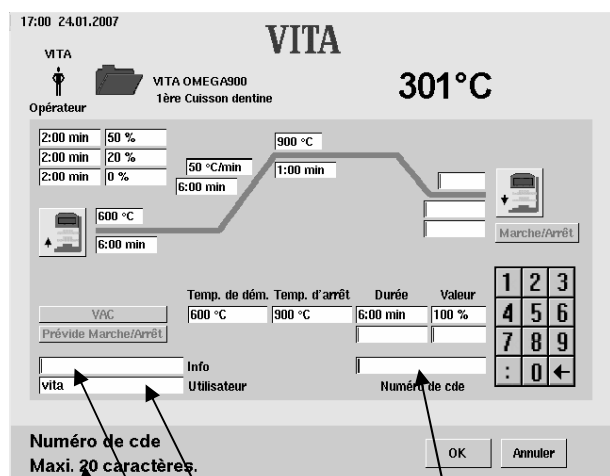 17:00 24.01.2007
VITA
VITA
Opérateur
VITA OMEGA900
1ère Cuisson dentine
301°C
2:00 min 50 %
2:00 min 20 %
2:00 min 0 %
50 °C/min
6:00 min
900 °C
1:00 min
600 °C
6:00 min
Marche/Arrêt
Temp. de dém. Temp. d'arrêt Durée Valeur
VAC
600 °C 900 °C 6:00 min 100 %
Prévide Marche/Arrêt
Info
vita Utilisateur
Numéro de cde
1 2 3
4 5 6
7 8 9
: 0 ←
Numéro de cde
Maxi. 20 caractères.
OK Annuler